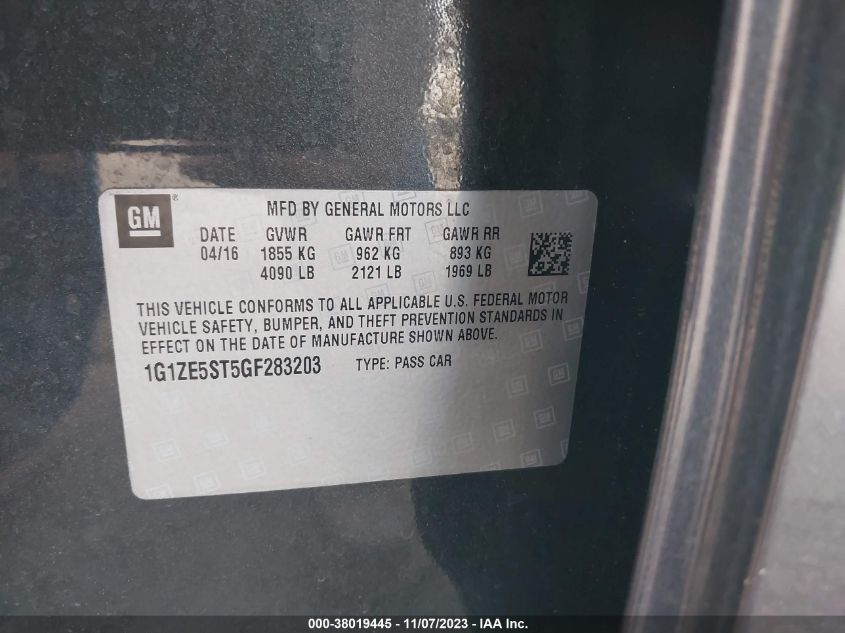 GM ®
MFD BY GENERAL MOTORS LLC
DATE GVWR GAWR FRT GAWR RR
04/16 1855 KG 962 KG 893 KG
4090 LB 2121 LB 1969 LB
THIS VEHICLE CONFORMS TO ALL APPLICABLE U.S. FEDERAL MOTOR
VEHICLE SAFETY, BUMPER, AND THEFT PREVENTION STANDARDS IN
EFFECT ON THE DATE OF MANUFACTURE SHOWN ABOVE.
1G1ZE5ST5GF283203 TYPE: PASS CAR
000-38019445 - 11/07/2023 - IAA Inc.